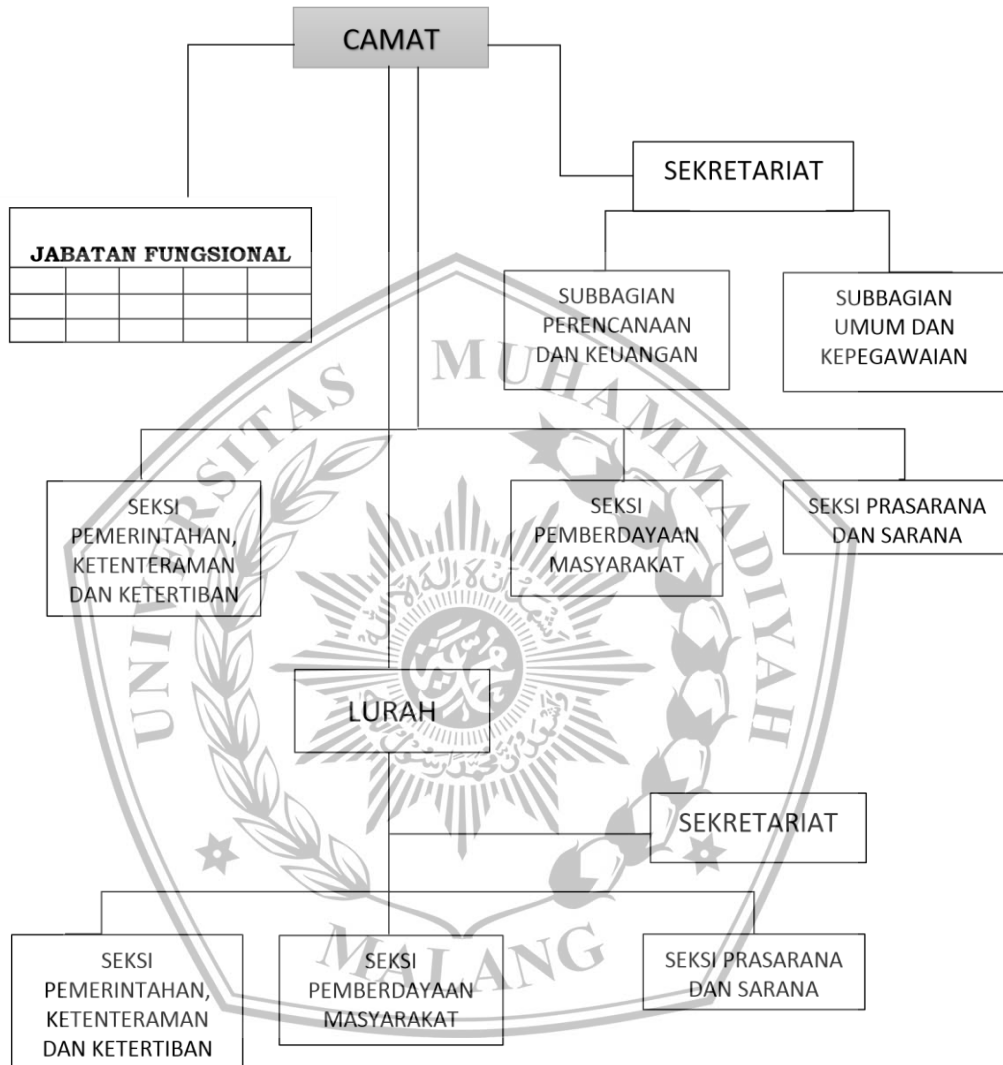 CAMAT
SEKRETARIAT
JABATAN FUNGSIONAL
SUBBAGIAN
PERENCANAAN
DAN KEUANGAN
SUBBAGIAN
UMUM DAN
KEPEGAWAIAN
SEKSI
PEMERINTAHAN,
KETENTERAMAN
DAN KETERTIBAN
SEKSI
PEMBERDAYAAN
MASYARAKAT
SEKSI PRASARANA
DAN SARANA
LURAH
SEKRETARIAT
SEKSI
PEMERINTAHAN,
KETENTERAMAN
DAN KETERTIBAN
SEKSI
PEMBERDAYAAN
MASYARAKAT
SEKSI PRASARANA
DAN SARANA
UNIVERSITAS MUHAMMADIYAH
MALANG